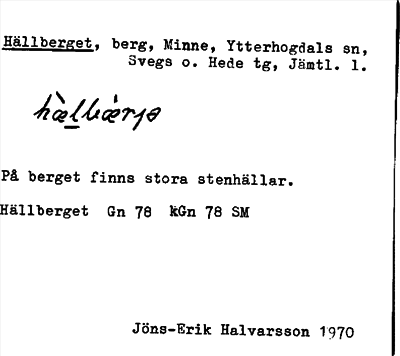 Hällberget, berg, Minne, Ytterhogdals sn,
Svegs o. Hede tg, Jämtl. l.
På berget finns stora stenhällar.
Hällberget Gn 78 kGn 78 SM
Jöns-Erik Halvarsson 1970